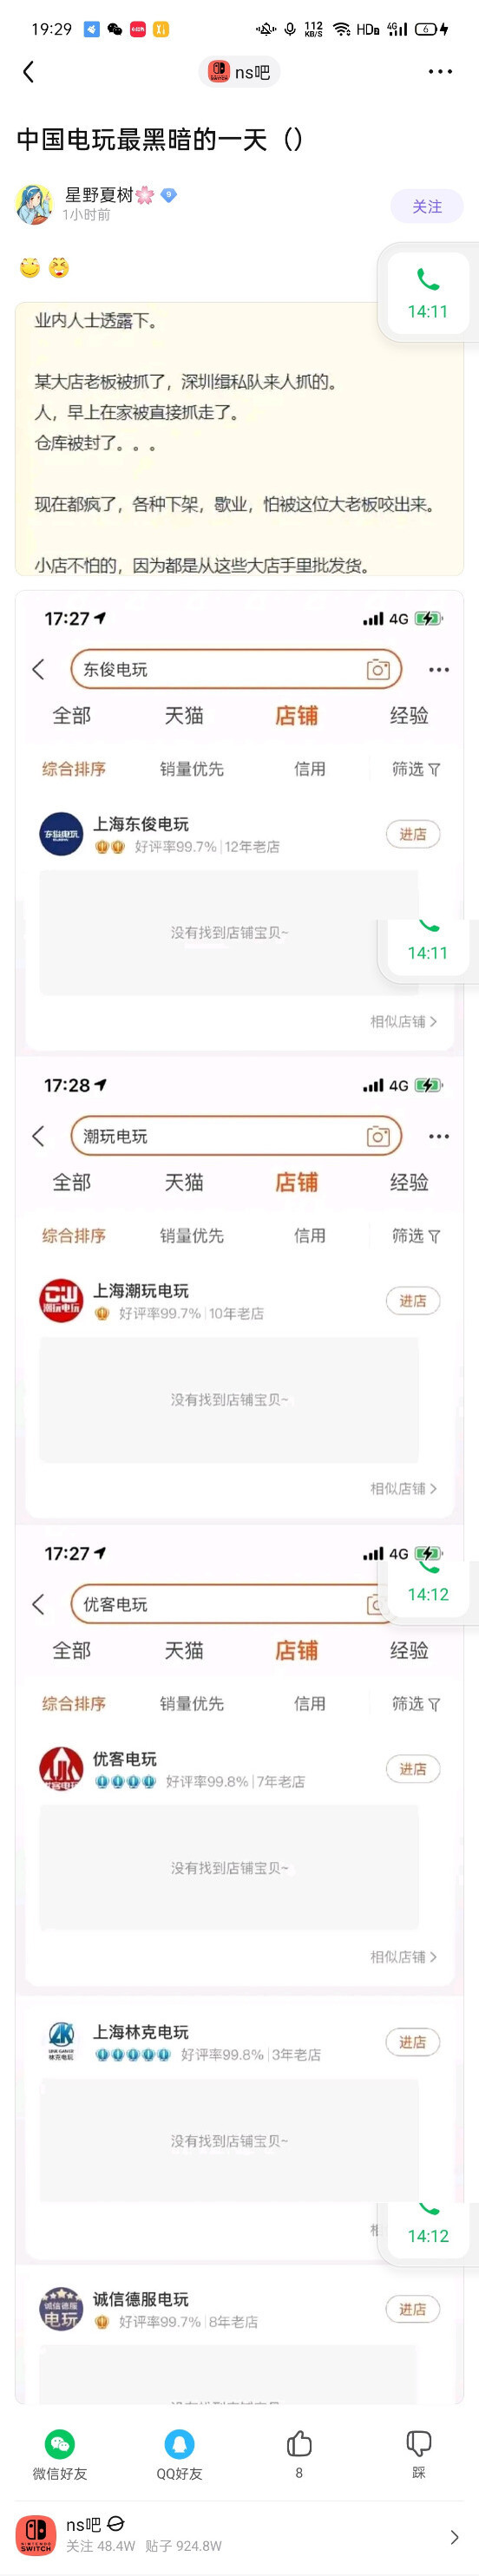 19:29
112 KB/S
HD
4G
6
ns吧
中国电玩最黑暗的一天（）
星野夏树🌸 9
1小时前
关注
14:11
业内人士透露下。
某大店老板被抓了，深圳缉私队来人抓的。
人，早上在家被直接抓走了。
仓库被封了。。。
现在都疯了，各种下架，歇业，怕被这位大老板咬出来。
小店不怕的，因为都是从这些大店手里批发货。
17:27
4G
东俊电玩
全部 天猫 店铺 经验
综合排序 销量优先 信用 筛选
上海东俊电玩
进店
好评率99.7% | 12年老店
没有找到店铺宝贝~
14:11
相似店铺 >
17:28
4G
潮玩电玩
全部 天猫 店铺 经验
综合排序 销量优先 信用 筛选
上海潮玩电玩
进店
好评率99.7% | 10年老店
没有找到店铺宝贝~
相似店铺 >
17:27
4G
优客电玩
14:12
全部 天猫 店铺 经验
综合排序 销量优先 信用 筛选
优客电玩
进店
好评率99.8% | 7年老店
没有找到店铺宝贝~
相似店铺 >
上海林克电玩
林克电玩
进店
好评率99.8% | 3年老店
没有找到店铺宝贝~
14:12
诚信德服电玩
诚信德服
电玩
进店
好评率99.7% | 8年老店
微信好友 QQ好友 8 踩
ns吧
NINTENDO
SWITCH
关注 48.4W 贴子 924.8W